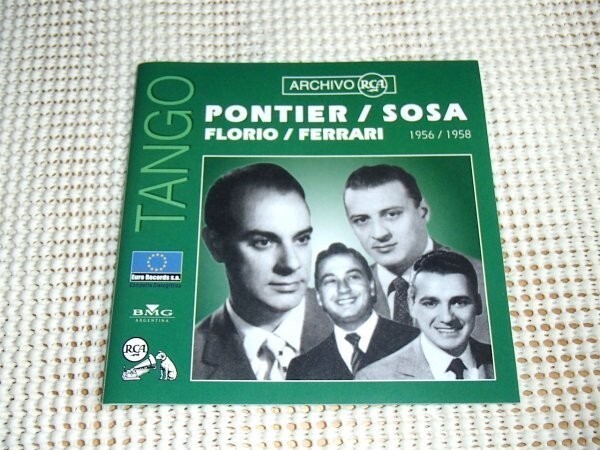 TANGO
ARCHIVO RCA
PONTIER / SOSA
FLORIO / FERRARI 1956 / 1958
Euro Records s.a.
BMG
ARGENTINA
RCA